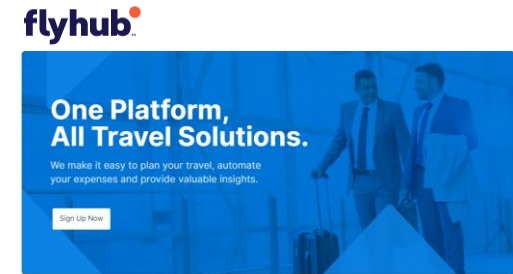 flyhub
One Platform,
All Travel Solutions.
We make it easy to plan your travel, automate
your expenses and provide valuable insights.
Sign Up Now